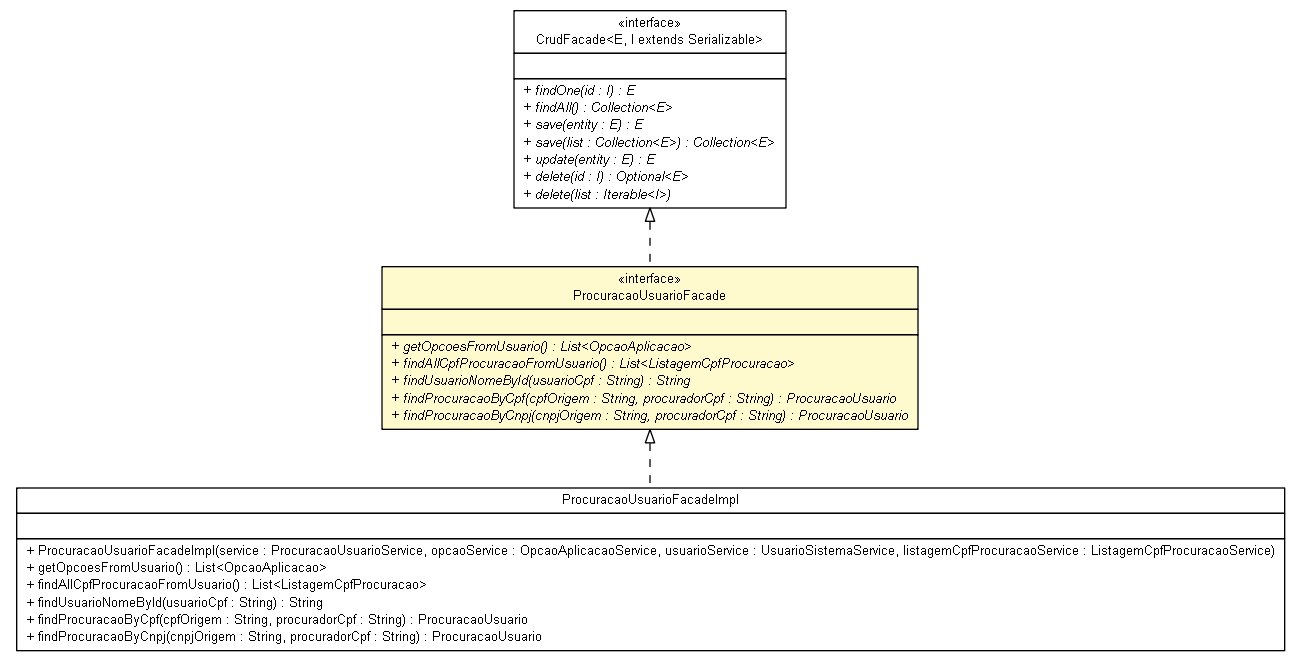 «interface»
CrudFacade<E, I extends Serializable>
+ findOne(id : I) : E
+ findAll() : Collection<E>
+ save(entity : E) : E
+ save(list : Collection<E>) : Collection<E>
+ update(entity : E) : E
+ delete(id : I) : Optional<E>
+ delete(list : Iterable<I>)
«interface»
ProcuracaoUsuarioFacade
+ getOpcoesFromUsuario() : List<OpcaoAplicacao>
+ findAllCpfProcuracaoFromUsuario() : List<ListagemCpfProcuracao>
+ findUsuarioNomeById(usuarioCpf : String) : String
+ findProcuracaoByCpf(cpfOrigem : String, procuradorCpf : String) : ProcuracaoUsuario
+ findProcuracaoByCnpj(cnpjOrigem : String, procuradorCpf : String) : ProcuracaoUsuario
ProcuracaoUsuarioFacadeImpl
+ ProcuracaoUsuarioFacadeImpl(service : ProcuracaoUsuarioService, opcaoService : OpcaoAplicacaoService, usuarioService : UsuarioSistemaService, listagemCpfProcuracaoService : ListagemCpfProcuracaoService)
+ getOpcoesFromUsuario() : List<OpcaoAplicacao>
+ findAllCpfProcuracaoFromUsuario() : List<ListagemCpfProcuracao>
+ findUsuarioNomeById(usuarioCpf : String) : String
+ findProcuracaoByCpf(cpfOrigem : String, procuradorCpf : String) : ProcuracaoUsuario
+ findProcuracaoByCnpj(cnpjOrigem : String, procuradorCpf : String) : ProcuracaoUsuario